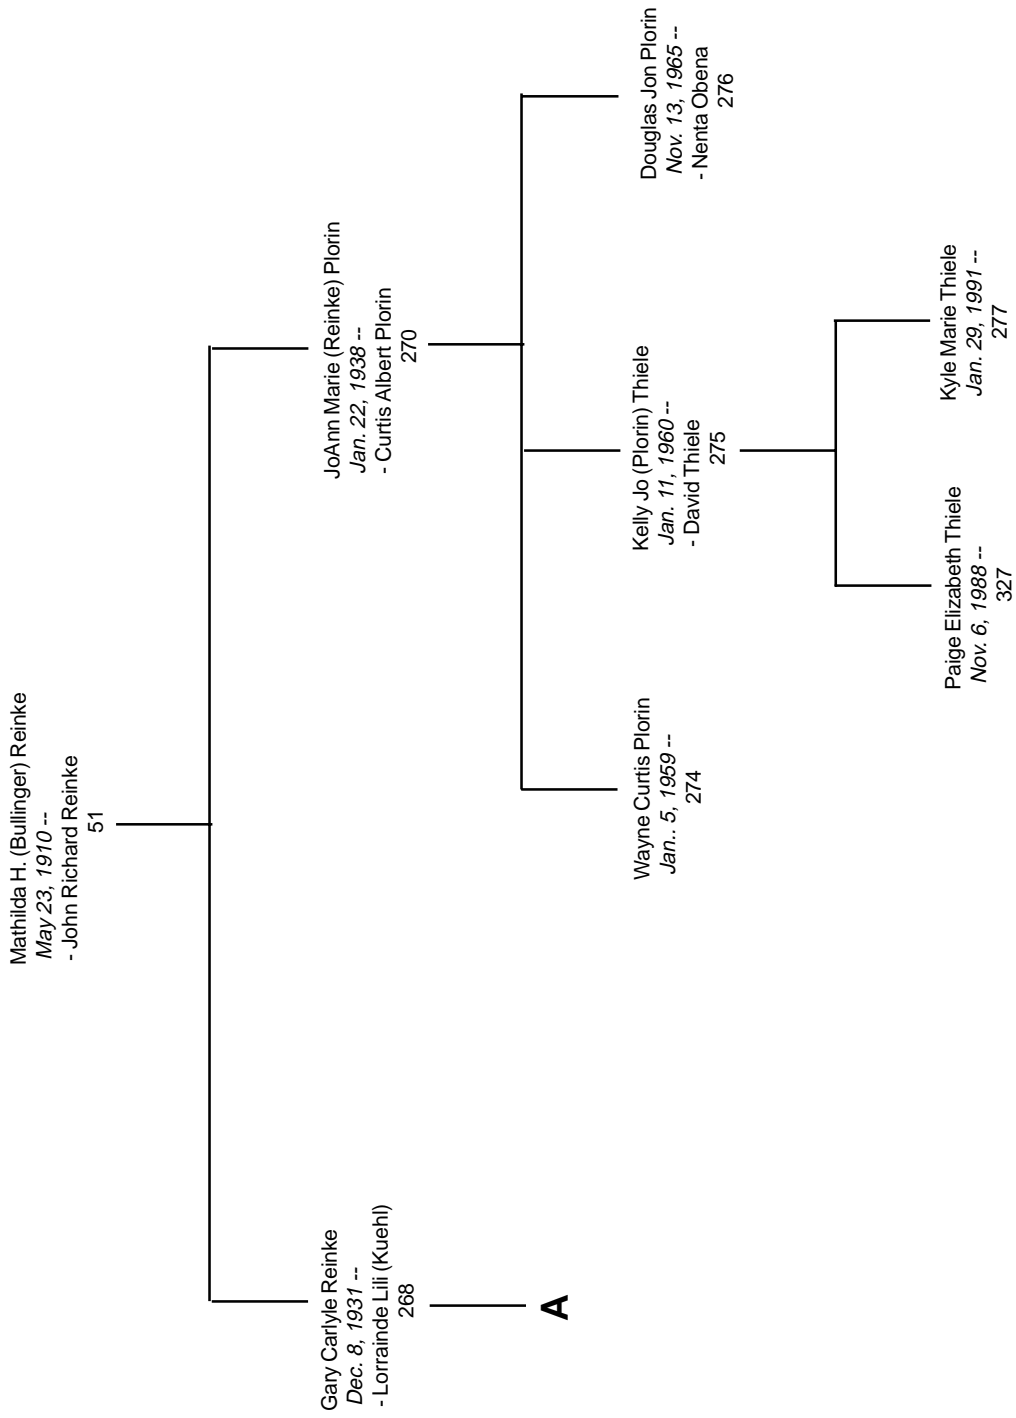 Mathilda H. (Bullinger) Reinke
May 23, 1910 --
- John Richard Reinke
51
Gary Carlyle Reinke
Dec. 8, 1931 --
- Lorrainde Lili (Kuehl)
268
A
JoAnn Marie (Reinke) Plorin
Jan. 22, 1938 --
- Curtis Albert Plorin
270
Wayne Curtis Plorin
Jan.. 5, 1959 --
274
Kelly Jo (Plorin) Thiele
Jan. 11, 1960 --
- David Thiele
275
Douglas Jon Plorin
Nov. 13, 1965 --
- Nenta Obena
276
Paige Elizabeth Thiele
Nov. 6, 1988 --
327
Kyle Marie Thiele
Jan. 29, 1991 --
277